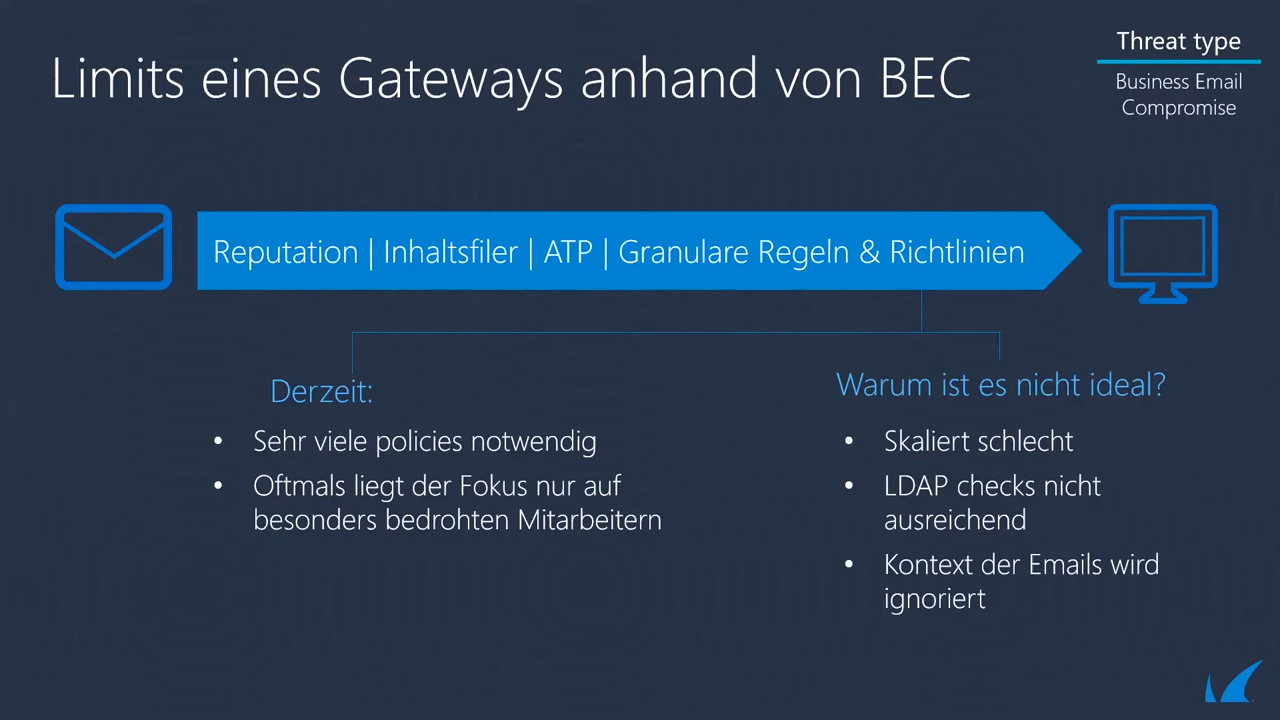 Limits eines Gateways anhand von BEC
Threat type
Business Email
Compromise
Reputation | Inhaltsfiler | ATP | Granulare Regeln & Richtlinien
Derzeit:
• Sehr viele policies notwendig
• Oftmals liegt der Fokus nur auf
besonders bedrohten Mitarbeitern
Warum ist es nicht ideal?
• Skaliert schlecht
• LDAP checks nicht
ausreichend
• Kontext der Emails wird
ignoriert